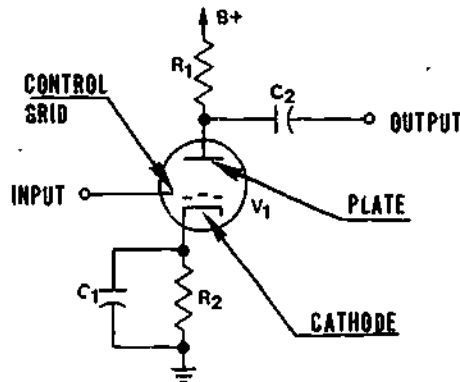 B+
R1
CONTROL
GRID
C2
OUTPUT
INPUT
V1
PLATE
C1
R2
CATHODE